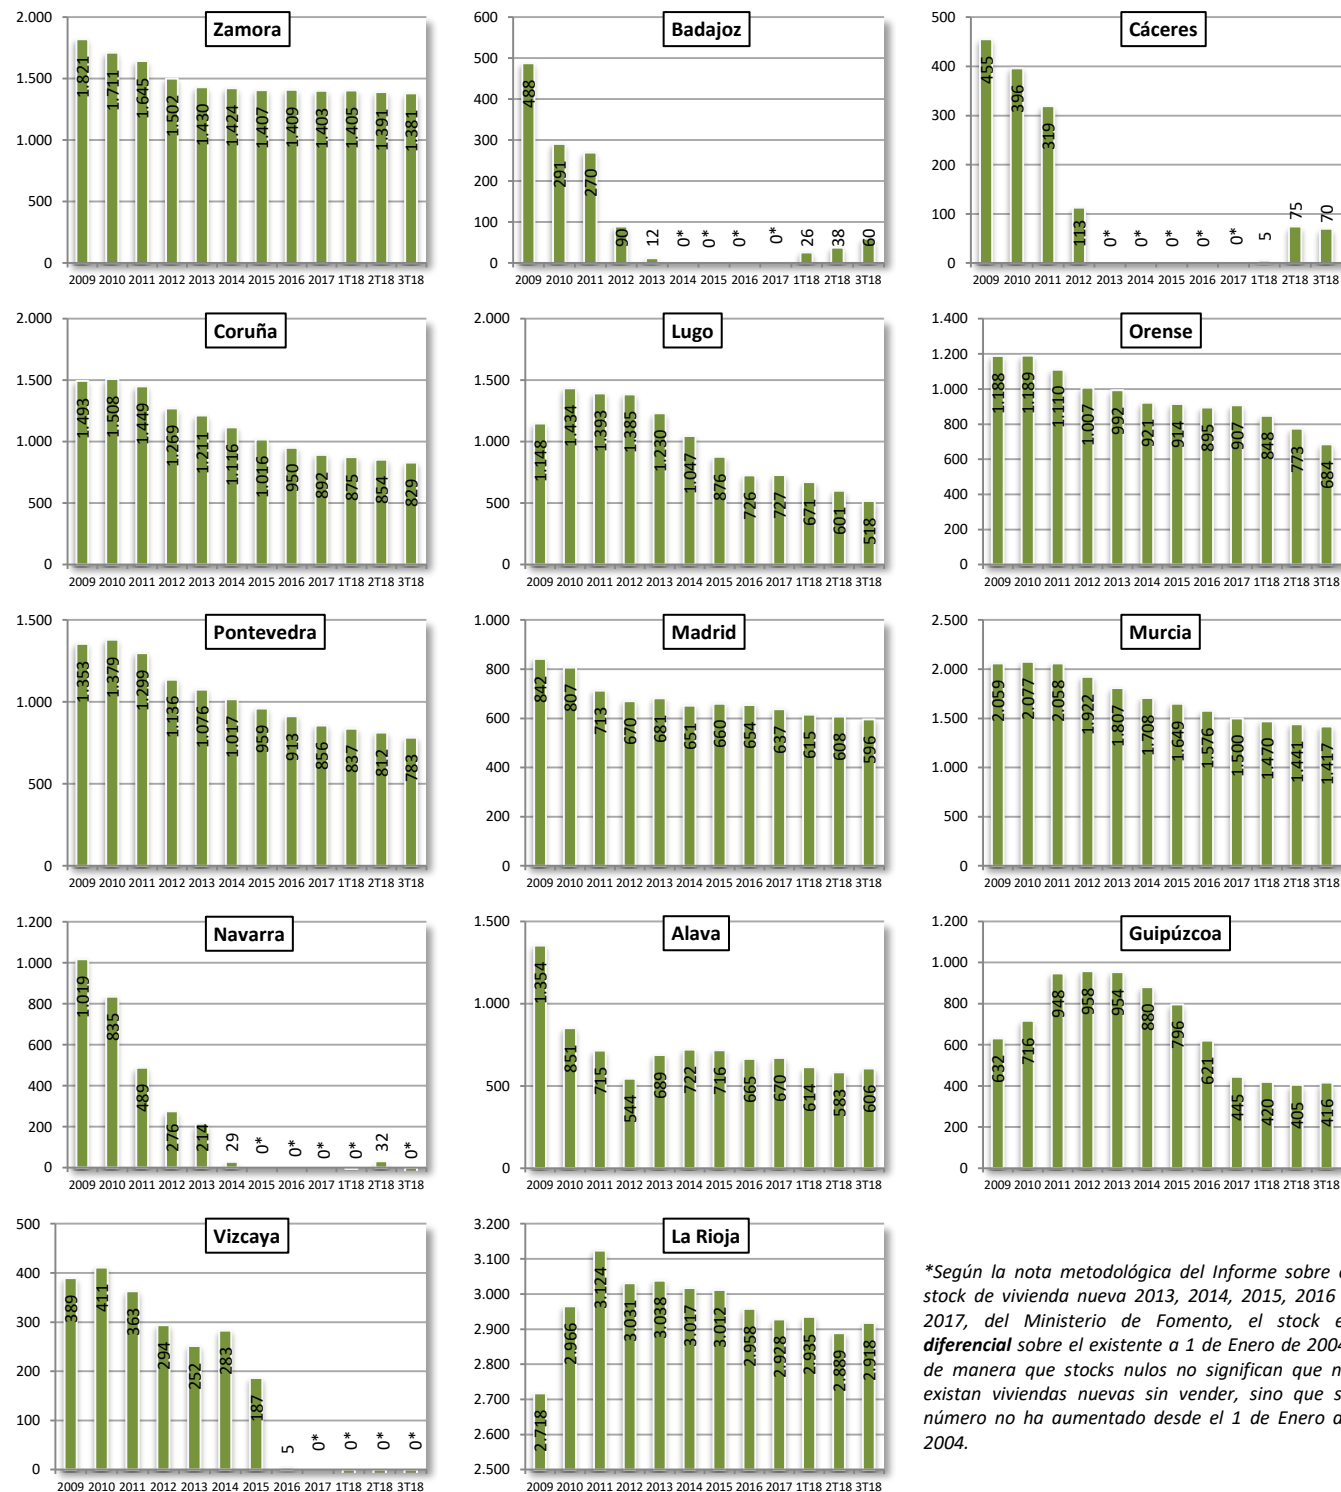 Zamora
2.000
1.500
1.000
500
0
1.821 1.711 1.645 1.502 1.430 1.424 1.407 1.409 1.403 1.405 1.391 1.381
2009 2010 2011 2012 2013 2014 2015 2016 2017 1T18 2T18 3T18
Badajoz
600
500
400
300
200
100
0
488 291 270 90 12 0* 0* 0* 0* 26 38 60
2009 2010 2011 2012 2013 2014 2015 2016 2017 1T18 2T18 3T18
Cáceres
500
400
300
200
100
0
455 396 319 113 0* 0* 0* 0* 0* 5 75 70
2009 2010 2011 2012 2013 2014 2015 2016 2017 1T18 2T18 3T18
Coruña
2.000
1.500
1.000
500
0
1.493 1.508 1.449 1.269 1.211 1.116 1.016 950 892 875 854 829
2009 2010 2011 2012 2013 2014 2015 2016 2017 1T18 2T18 3T18
Lugo
2.000
1.500
1.000
500
0
1.148 1.434 1.393 1.385 1.230 1.047 876 726 727 671 601 518
2009 2010 2011 2012 2013 2014 2015 2016 2017 1T18 2T18 3T18
Orense
1.400
1.200
1.000
800
600
400
200
0
1.188 1.189 1.110 1.007 992 921 914 895 907 848 773 684
2009 2010 2011 2012 2013 2014 2015 2016 2017 1T18 2T18 3T18
Pontevedra
1.500
1.000
500
0
1.353 1.379 1.299 1.136 1.076 1.017 959 913 856 837 812 783
2009 2010 2011 2012 2013 2014 2015 2016 2017 1T18 2T18 3T18
Madrid
1.000
800
600
400
200
0
842 807 713 670 681 651 660 654 637 615 608 596
2009 2010 2011 2012 2013 2014 2015 2016 2017 1T18 2T18 3T18
Murcia
2.500
2.000
1.500
1.000
500
0
2.059 2.077 2.058 1.922 1.807 1.708 1.649 1.576 1.500 1.470 1.441 1.417
2009 2010 2011 2012 2013 2014 2015 2016 2017 1T18 2T18 3T18
Navarra
1.200
1.000
800
600
400
200
0
1.019 835 489 276 214 29 0* 0* 0* 0* 32 0*
2009 2010 2011 2012 2013 2014 2015 2016 2017 1T18 2T18 3T18
Alava
1.500
1.000
500
0
1.354 851 715 544 689 722 716 665 670 614 583 606
2009 2010 2011 2012 2013 2014 2015 2016 2017 1T18 2T18 3T18
Guipúzcoa
1.200
1.000
800
600
400
200
0
632 716 948 958 954 880 796 621 445 420 405 416
2009 2010 2011 2012 2013 2014 2015 2016 2017 1T18 2T18 3T18
Vizcaya
500
400
300
200
100
0
389 411 363 294 252 283 187 5 0* 0* 0* 0*
2009 2010 2011 2012 2013 2014 2015 2016 2017 1T18 2T18 3T18
La Rioja
3.200
3.100
3.000
2.900
2.800
2.700
2.600
2.500
2.718 2.966 3.124 3.031 3.038 3.017 3.012 2.958 2.928 2.935 2.889 2.918
2009 2010 2011 2012 2013 2014 2015 2016 2017 1T18 2T18 3T18
*Según la nota metodológica del Informe sobre
stock de vivienda nueva 2013, 2014, 2015, 2016
2017, del Ministerio de Fomento, el stock
diferencial sobre el existente a 1 de Enero de 2004
de manera que stocks nulos no significan que
existan viviendas nuevas sin vender, sino que
número no ha aumentado desde el 1 de Enero
2004.